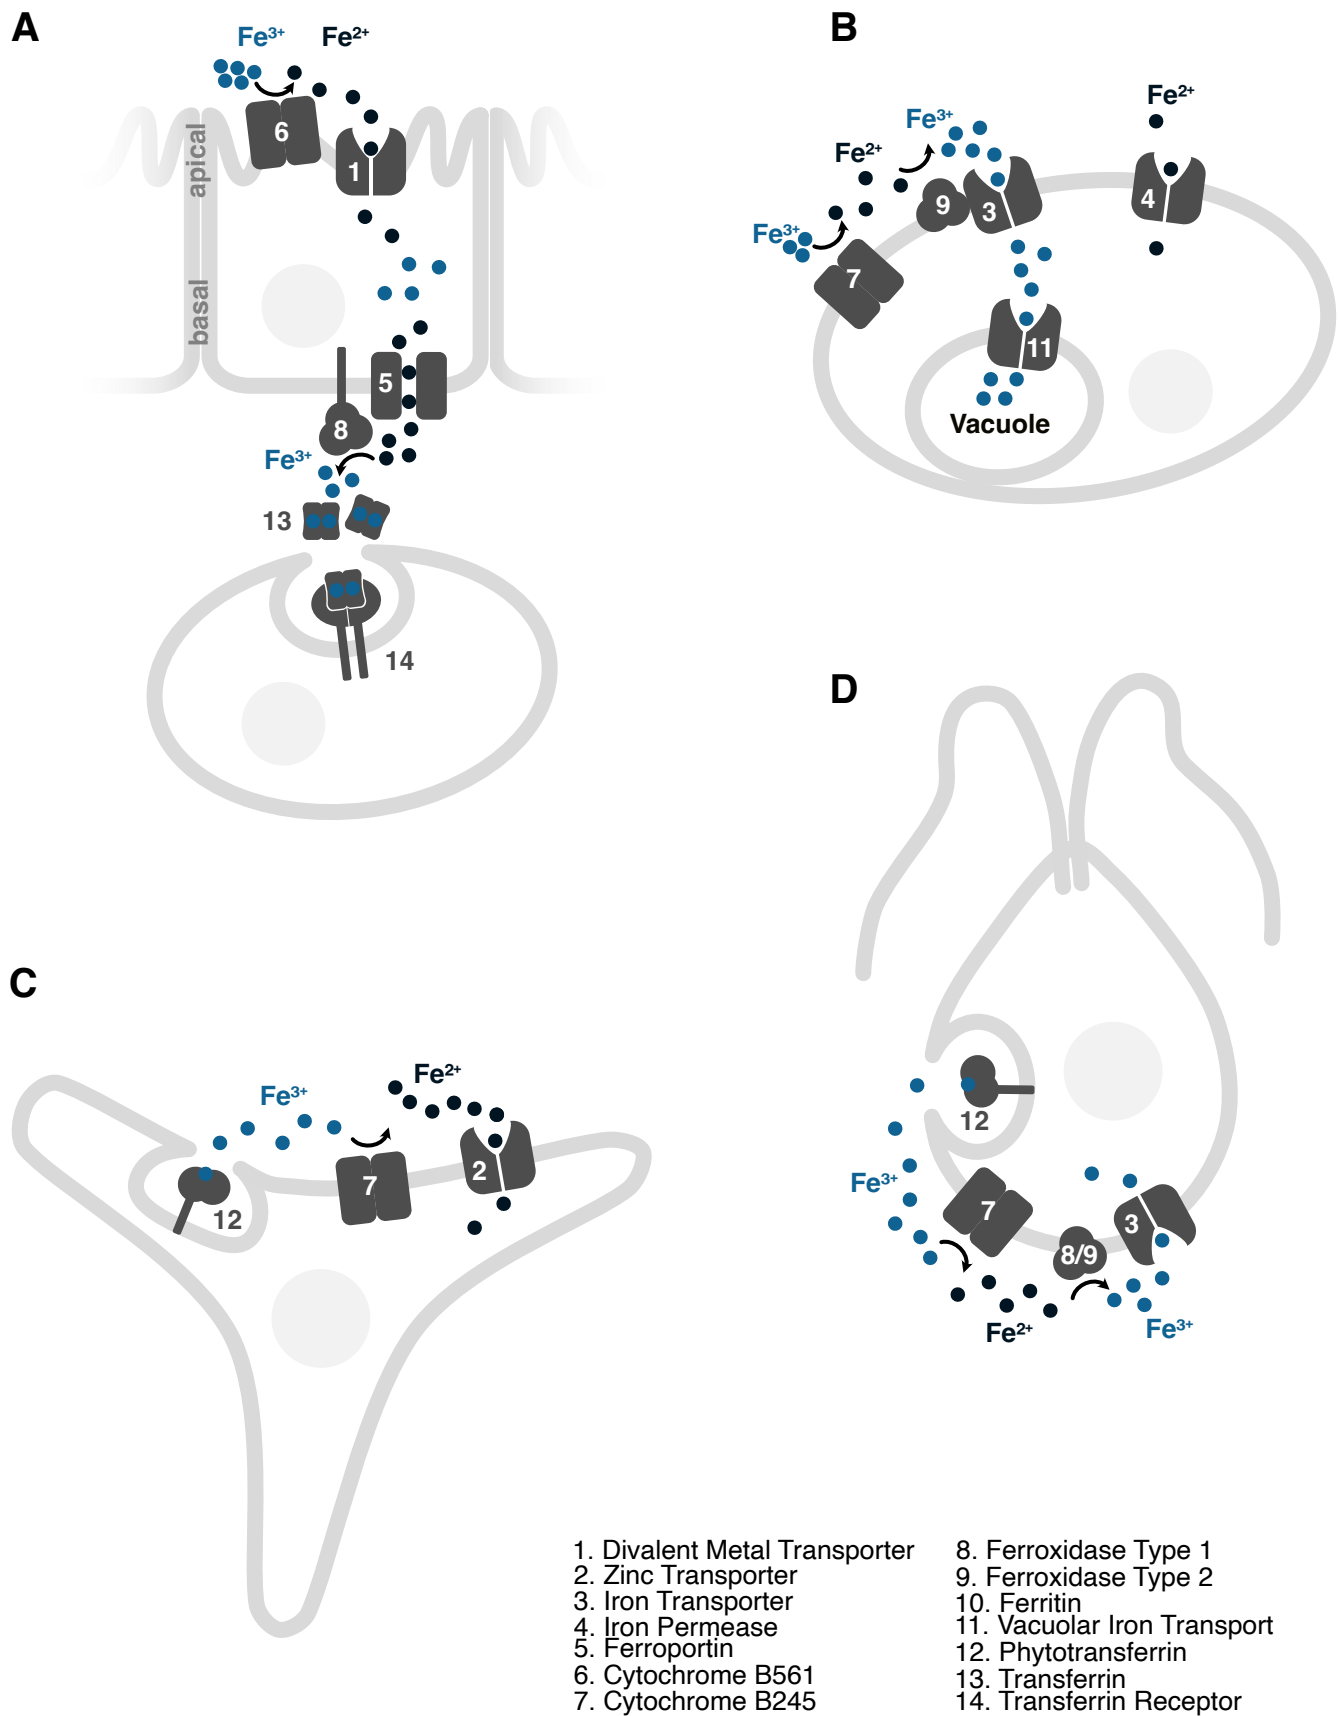 A
Fe3+
Fe2+
6
1
apical
basal
5
8
Fe3+
13
14
B
Fe2+
Fe3+
Fe2+
4
9
3
Fe3+
7
11
Vacuole
C
Fe3+
Fe2+
7
2
12
D
12
Fe3+
7
3
8/9
Fe2+
Fe3+
1. Divalent Metal Transporter
2. Zinc Transporter
3. Iron Transporter
4. Iron Permease
5. Ferroportin
6. Cytochrome B561
7. Cytochrome B245
8. Ferroxidase Type 1
9. Ferroxidase Type 2
10. Ferritin
11. Vacuolar Iron Transport
12. Phytotransferrin
13. Transferrin
14. Transferrin Receptor